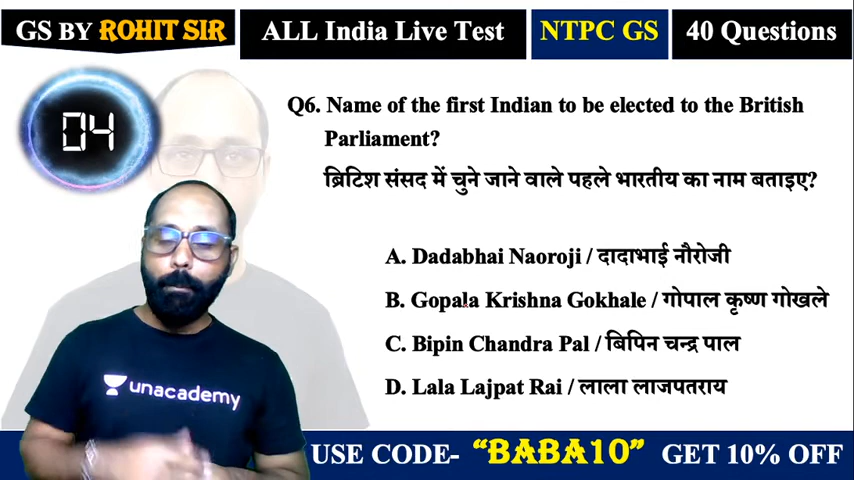 GS BY ROHIT SIR
ALL India Live Test
NTPC GS
40 Questions
04
Q6. Name of the first Indian to be elected to the British
Parliament?
ब्रिटिश संसद में चुने जाने वाले पहले भारतीय का नाम बताइए?
A. Dadabhai Naoroji / दादाभाई नौरोजी
B. Gopala Krishna Gokhale / गोपाल कृष्ण गोखले
C. Bipin Chandra Pal / बिपिन चन्द्र पाल
D. Lala Lajpat Rai / लाला लाजपतराय
unacademy
USE CODE- “BABA10” GET 10% OFF